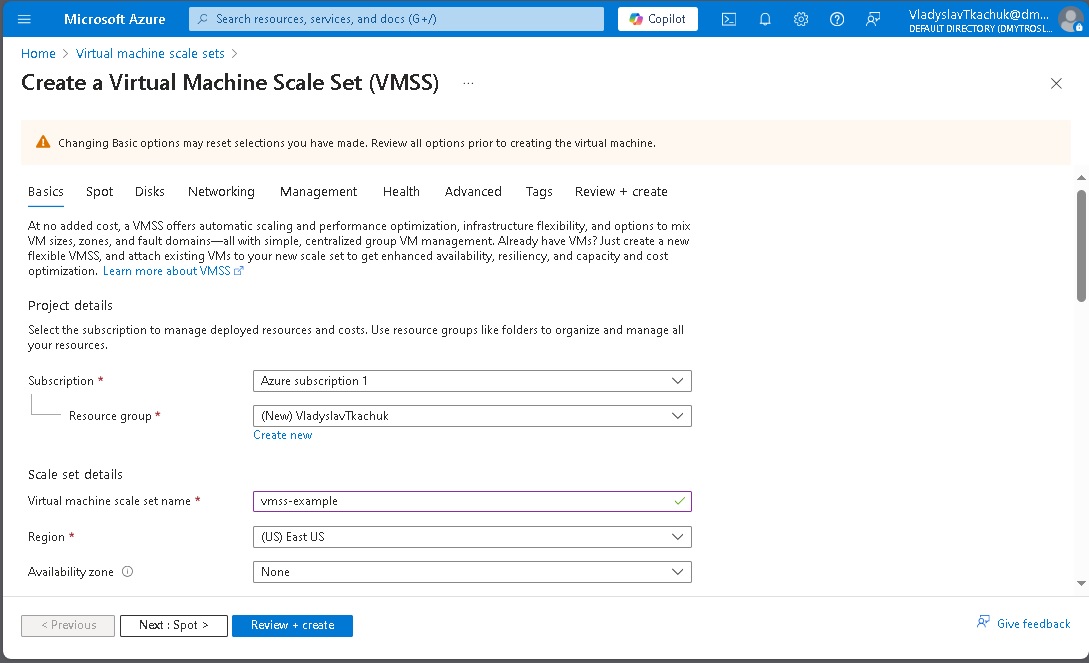 Microsoft Azure
Search resources, services, and docs (G+/)
Copilot
VladyslavTkachuk@dm...
DEFAULT DIRECTORY (DMYTROSL...
Home > Virtual machine scale sets >
Create a Virtual Machine Scale Set (VMSS) ...
Changing Basic options may reset selections you have made. Review all options prior to creating the virtual machine.
Basics Spot Disks Networking Management Health Advanced Tags Review + create
At no added cost, a VMSS offers automatic scaling and performance optimization, infrastructure flexibility, and options to mix
VM sizes, zones, and fault domains—all with simple, centralized group VM management. Already have VMs? Just create a new
flexible VMSS, and attach existing VMs to your new scale set to get enhanced availability, resiliency, and capacity and cost
optimization. Learn more about VMSS
Project details
Select the subscription to manage deployed resources and costs. Use resource groups like folders to organize and manage all
your resources.
Subscription * Azure subscription 1
Resource group * (New) VladyslavTkachuk
Create new
Scale set details
Virtual machine scale set name * vmss-example
Region * (US) East US
Availability zone None
< Previous Next : Spot > Review + create Give feedback